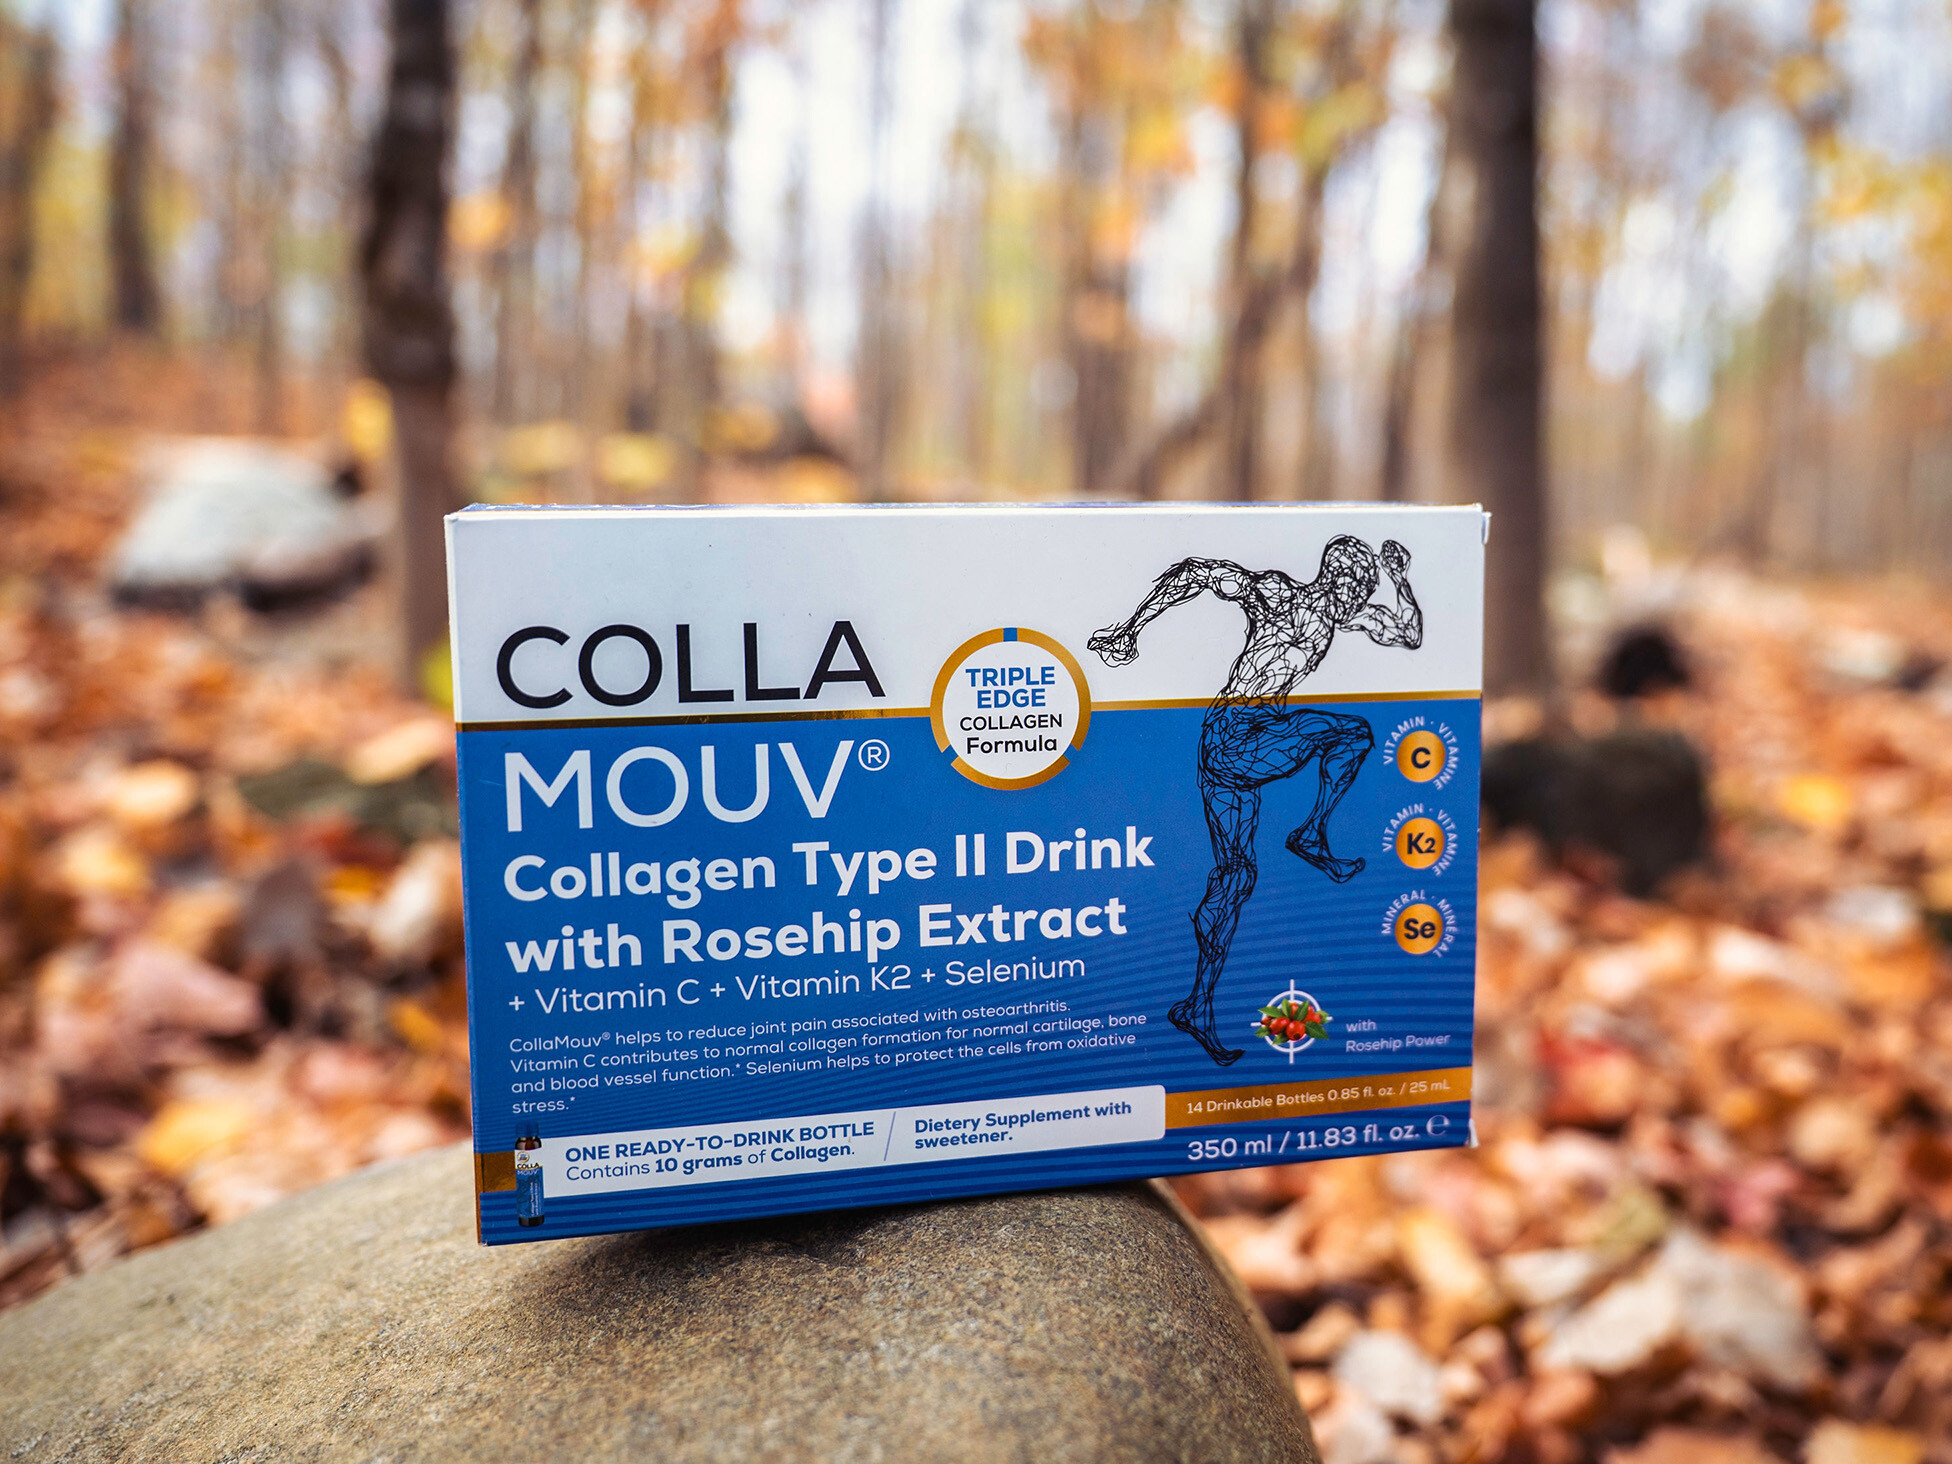 COLLA
MOUV®
TRIPLE
EDGE
COLLAGEN
Formula
Collagen Type II Drink
with Rosehip Extract
+ Vitamin C + Vitamin K2 + Selenium
CollaMouv® helps to reduce joint pain associated with osteoarthritis.
Vitamin C contributes to normal collagen formation for normal cartilage, bone
and blood vessel function.* Selenium helps to protect the cells from oxidative
stress.*
VITAMIN · VITAMINE
C
VITAMIN · VITAMINE
K2
MINERAL · MINÉRAL
Se
with
Rosehip Power
COLLA
MOUV
ONE READY-TO-DRINK BOTTLE
Contains 10 grams of Collagen.
Dietery Supplement with
sweetener.
14 Drinkable Bottles 0.85 fl. oz. / 25 mL
350 ml / 11.83 fl. oz. ℮